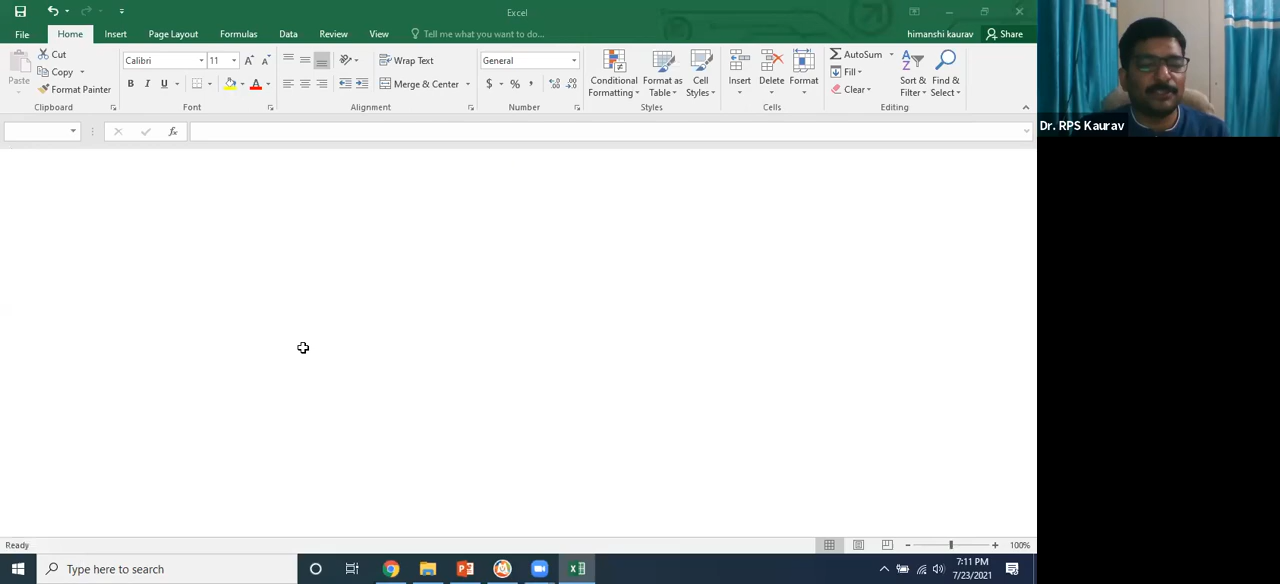 Excel
File Home Insert Page Layout Formulas Data Review View Tell me what you want to do... himanshi kaurav Share
Paste
Cut
Copy
Format Painter
Clipboard
Calibri 11
B I U
Font
Wrap Text
Merge & Center
Alignment
General
$ % ,
Number
Conditional Formatting
Format as Table
Cell Styles
Styles
Insert
Delete
Format
Cells
AutoSum
Fill
Clear
Sort & Filter
Find & Select
Editing
fx
Dr. RPS Kaurav
Ready
100%
Type here to search
7:11 PM
7/23/2021